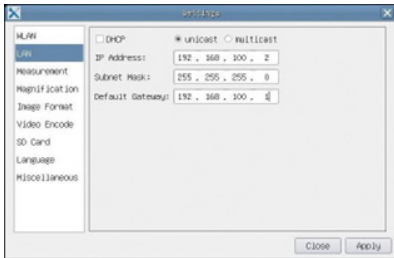 Settings
WLAN
LAN
Measurement
Magnification
Image Format
Video Encode
SD Card
Language
Miscellaneous
DHCP
unicast
multicast
IP Address: 192 . 168 . 100 . 2
Subnet Mask: 255 . 255 . 255 . 0
Default Gateway: 192 . 168 . 100 . 1
Close
Apply